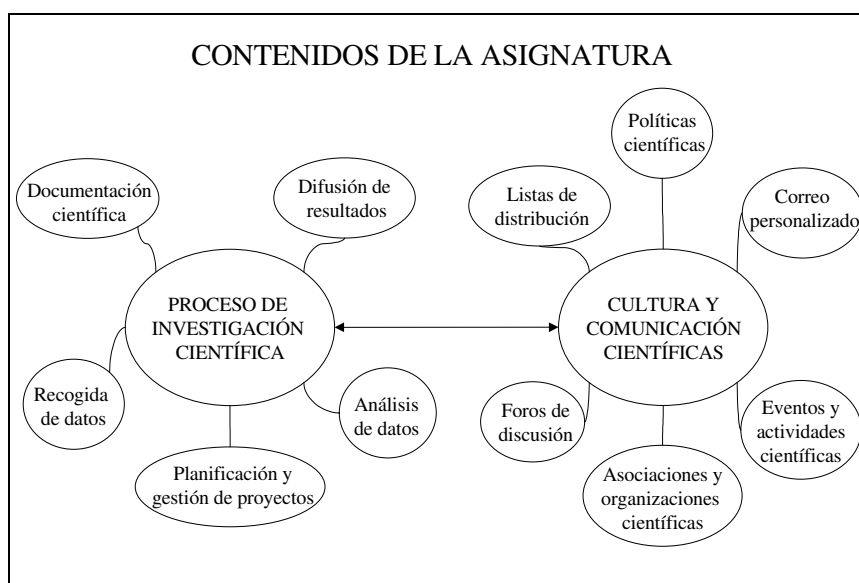 CONTENIDOS DE LA ASIGNATURA
Documentación
científica
Difusión de
resultados
PROCESO DE
INVESTIGACIÓN
CIENTÍFICA
Recogida
de datos
Análisis
de datos
Planificación y
gestión de proyectos
Políticas
científicas
Listas de
distribución
Correo
personalizado
CULTURA Y
COMUNICACIÓN
CIENTÍFICAS
Foros de
discusión
Eventos y
actividades
científicas
Asociaciones y
organizaciones
científicas